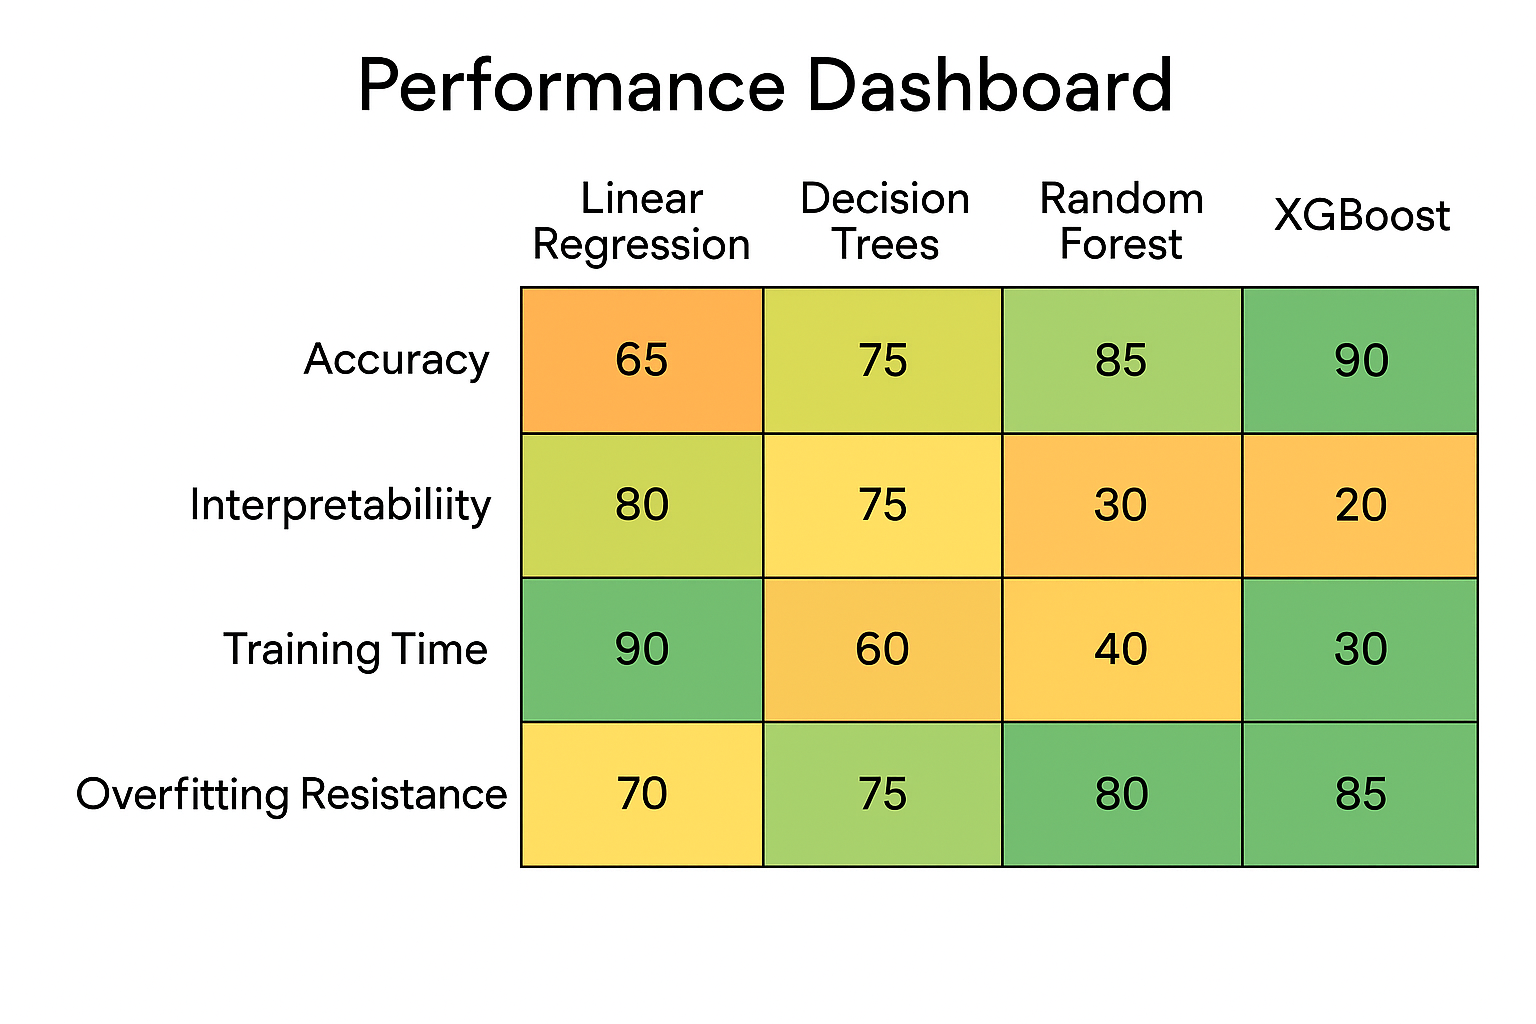 Performance Dashboard
Linear
Regression
Decision
Trees
Random
Forest
XGBoost
Accuracy 65 75 85 90
Interpretabiliity 80 75 30 20
Training Time 90 60 40 30
Overfitting Resistance 70 75 80 85